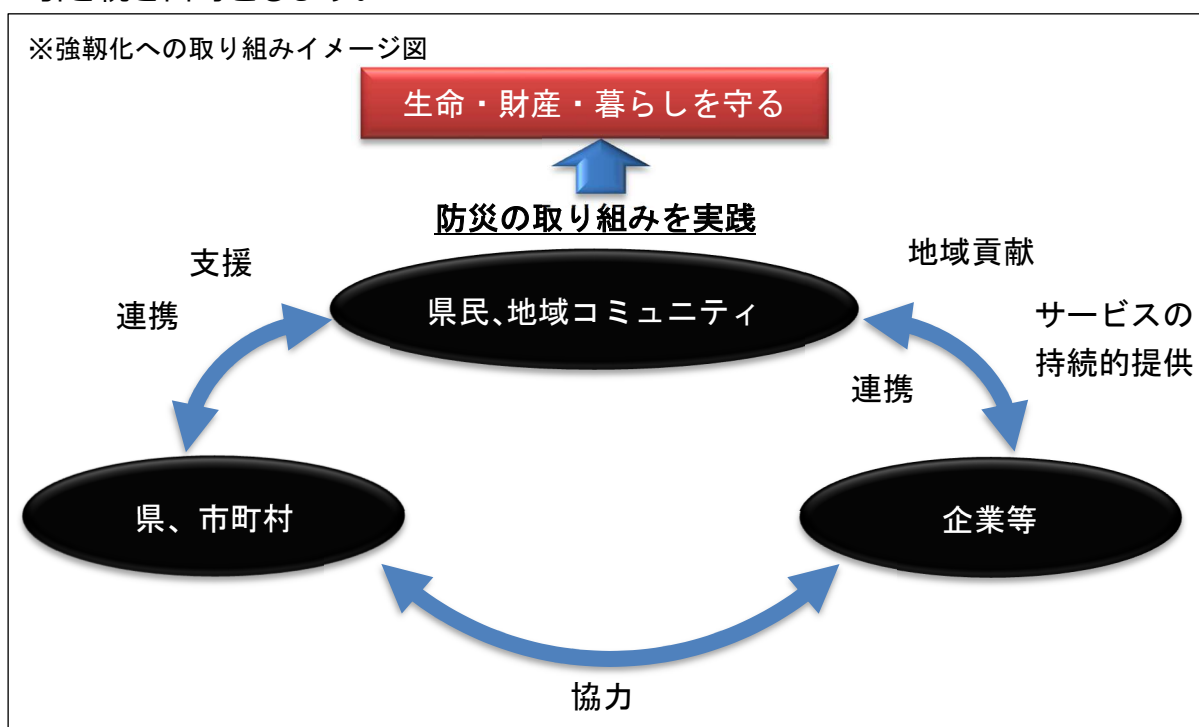 ※強靱化への取り組みイメージ図
生命・財産・暮らしを守る
防災の取り組みを実践
支援
連携
地域貢献
サービスの
持続的提供
連携
県民、地域コミュニティ
県、市町村
企業等
協力